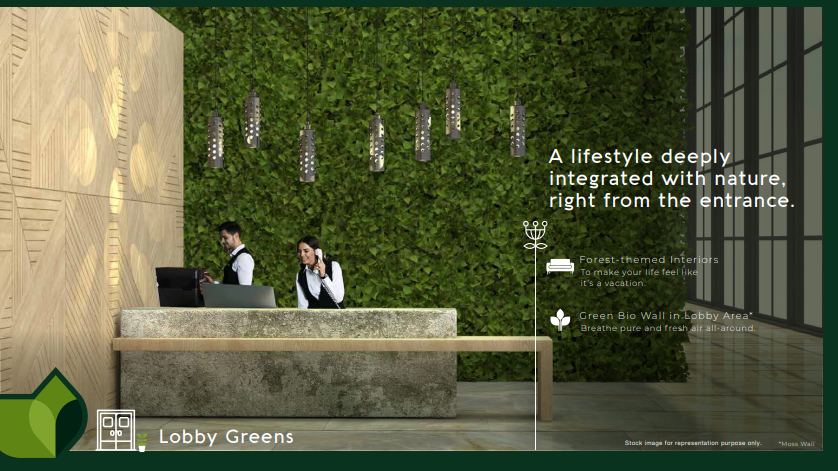 A lifestyle deeply
integrated with nature,
right from the entrance.
Forest-themed Interiors
To make your life feel like
it's a vacation.
Green Bio Wall in Lobby Area*
Breathe pure and fresh air all-around.
Lobby Greens
Stock image for representation purpose only.
*Moss Wall